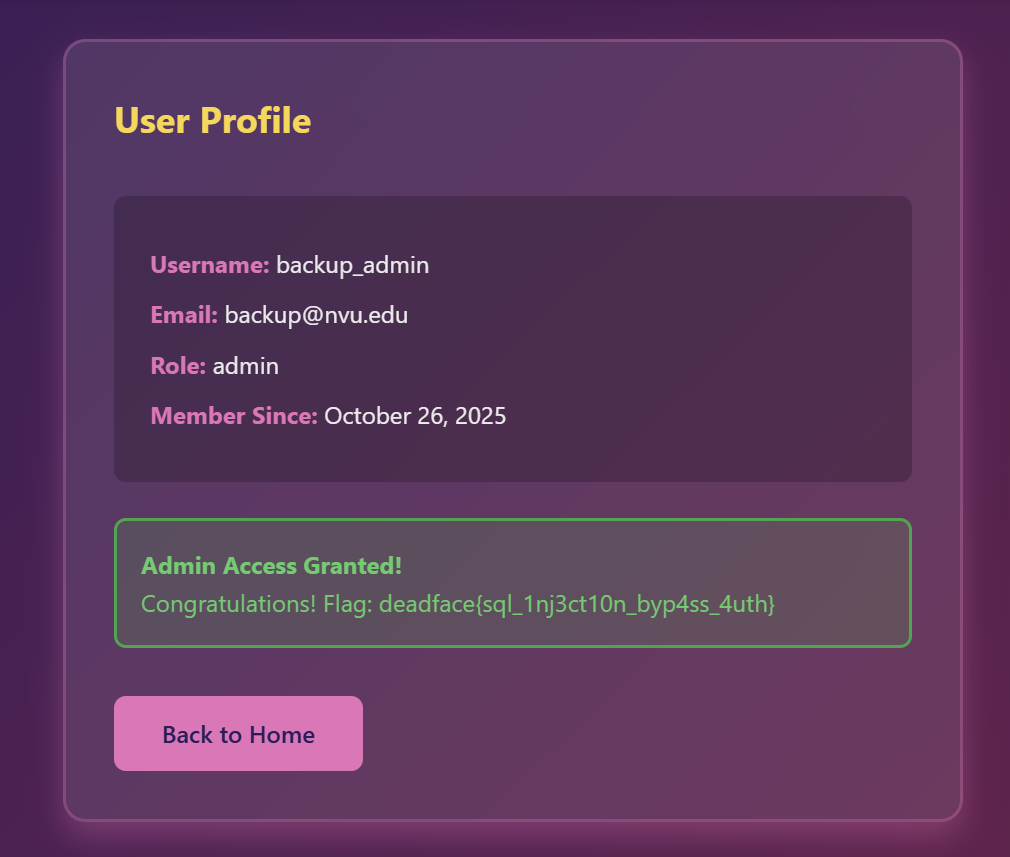 User Profile
Username: backup_admin
Email: backup@nvu.edu
Role: admin
Member Since: October 26, 2025
Admin Access Granted!
Congratulations! Flag: deadface{sql_1nj3ct10n_byp4ss_4uth}
Back to Home